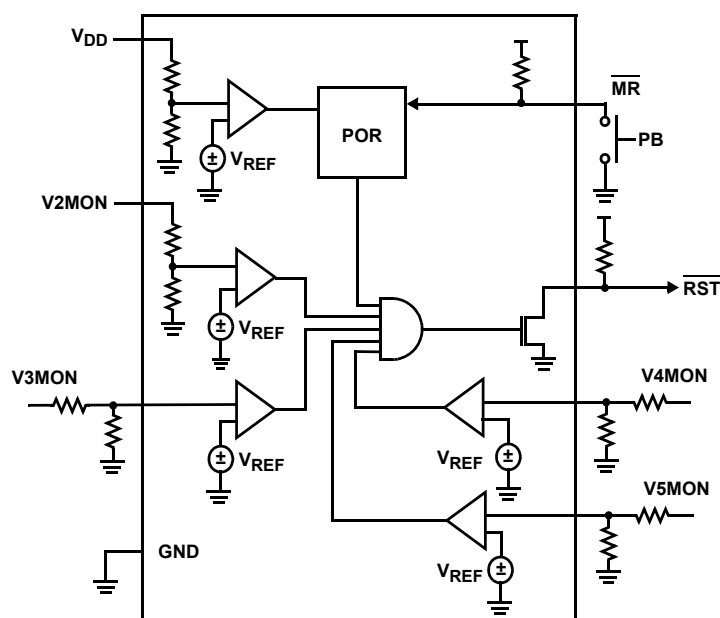 VDD
MR
POR
PB
VREF
V2MON
VREF
RST
V3MON
V4MON
VREF
VREF
V5MON
GND
VREF